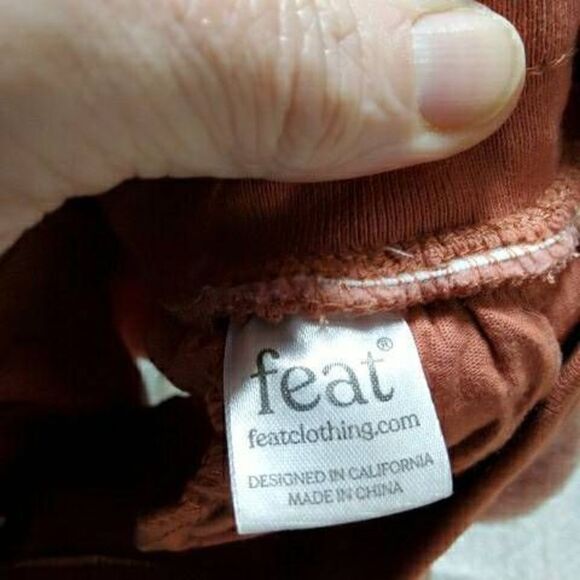 feat®
featclothing.com
DESIGNED IN CALIFORNIA
MADE IN CHINA